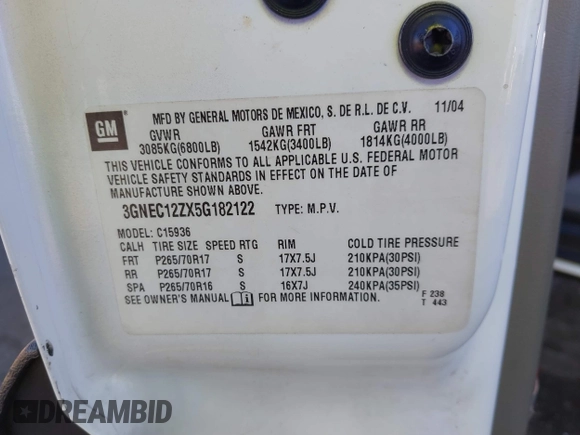 GM
MFD BY GENERAL MOTORS DE MEXICO, S. DE R.L. DE C.V. 11/04
GVWR GAWR FRT GAWR RR
3085KG(6800LB) 1542KG(3400LB) 1814KG(4000LB)
THIS VEHICLE CONFORMS TO ALL APPLICABLE U.S. FEDERAL MOTOR
VEHICLE SAFETY STANDARDS IN EFFECT ON THE DATE OF
MANUFACTURE SHOWN ABOVE.
3GNEC12ZX5G182122 TYPE: M.P.V.
MODEL: C15936
CALH TIRE SIZE SPEED RTG RIM COLD TIRE PRESSURE
FRT P265/70R17 S 17X7.5J 210KPA(30PSI)
RR P265/70R17 S 17X7.5J 210KPA(30PSI)
SPA P265/70R16 S 16X7J 240KPA(35PSI)
SEE OWNER'S MANUAL FOR MORE INFORMATION.
F 238
T 443
DREAMBID